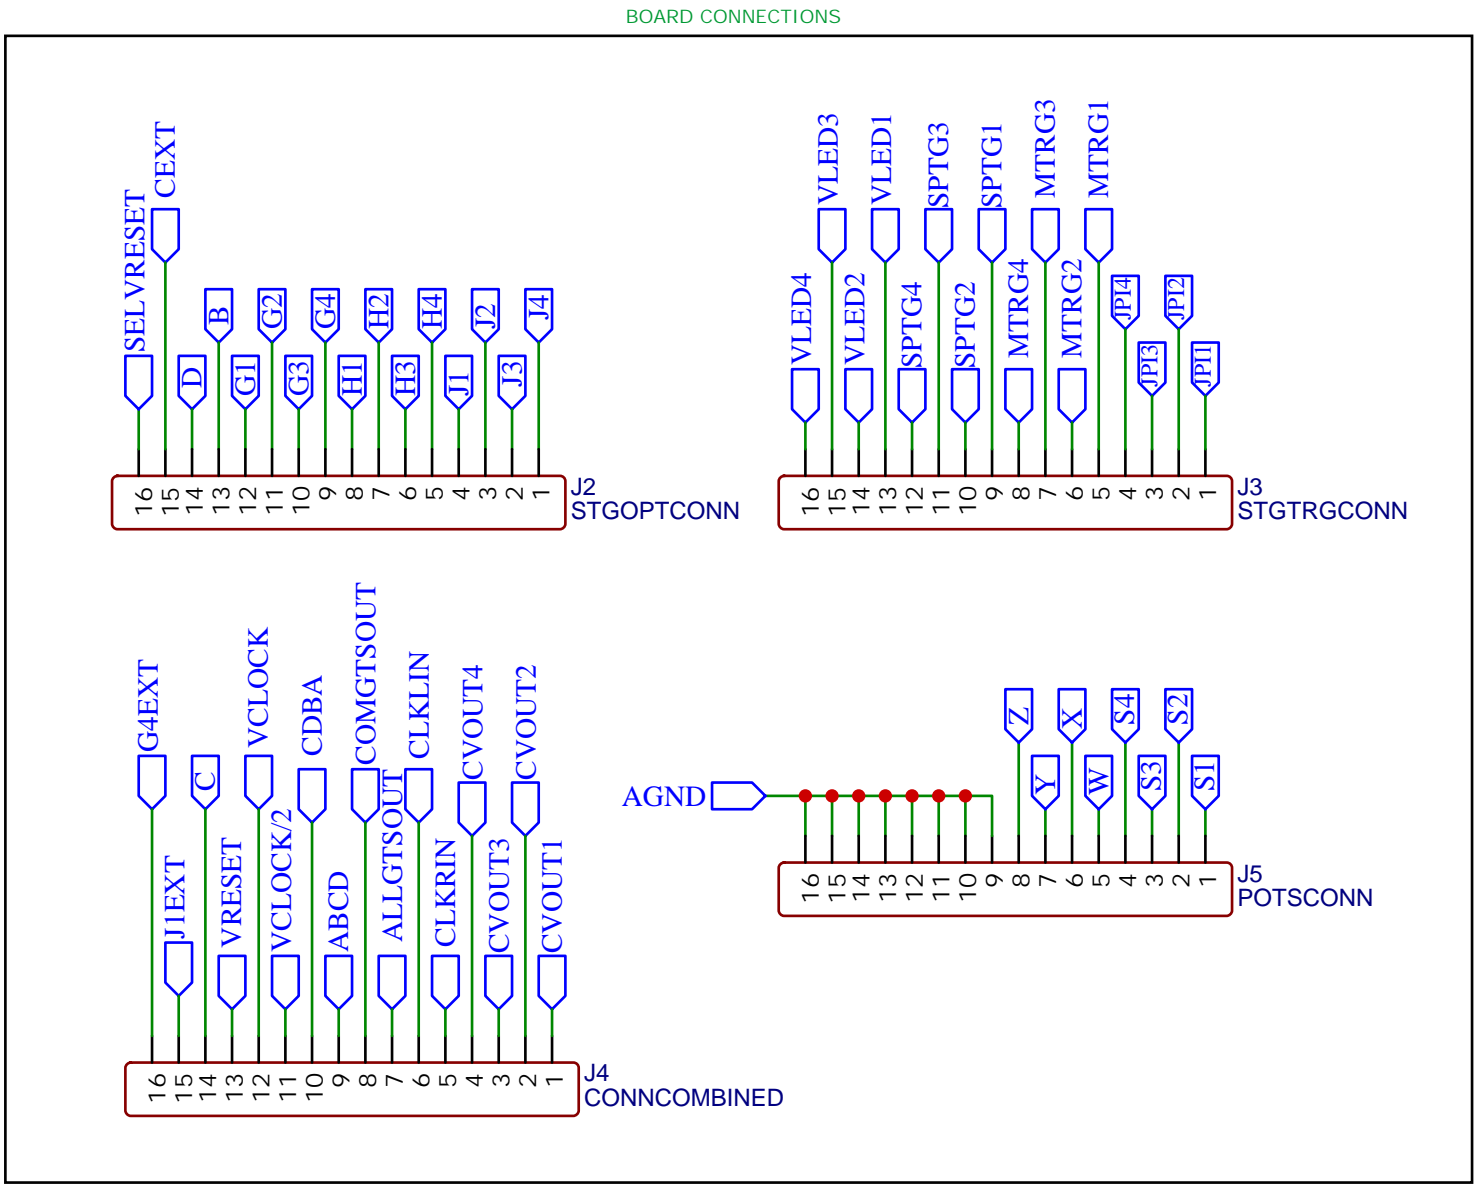 BOARD CONNECTIONS
SELVRESET
CEXT
D
B
G1
G2
G3
G4
H1
H2
H3
H4
J1
J2
J3
J4
16 15 14 13 12 11 10 9 8 7 6 5 4 3 2 1
J2
STGOPTCONN
VLED4
VLED3
VLED2
VLED1
SPTG4
SPTG3
SPTG2
SPTG1
MTRG4
MTRG3
MTRG2
MTRG1
JPI4
JPI3
JPI2
JPI1
16 15 14 13 12 11 10 9 8 7 6 5 4 3 2 1
J3
STGTRGCONN
G4EXT
J1EXT
C
VRESET
VCLOCK
VCLOCK/2
CDBA
ABCD
COMGTSOUT
ALLGTSOUT
CLKLIN
CLKRIN
CVOUT4
CVOUT3
CVOUT2
CVOUT1
16 15 14 13 12 11 10 9 8 7 6 5 4 3 2 1
J4
CONNCOMBINED
AGND
Z
Y
X
W
S4
S3
S2
S1
16 15 14 13 12 11 10 9 8 7 6 5 4 3 2 1
J5
POTSCONN